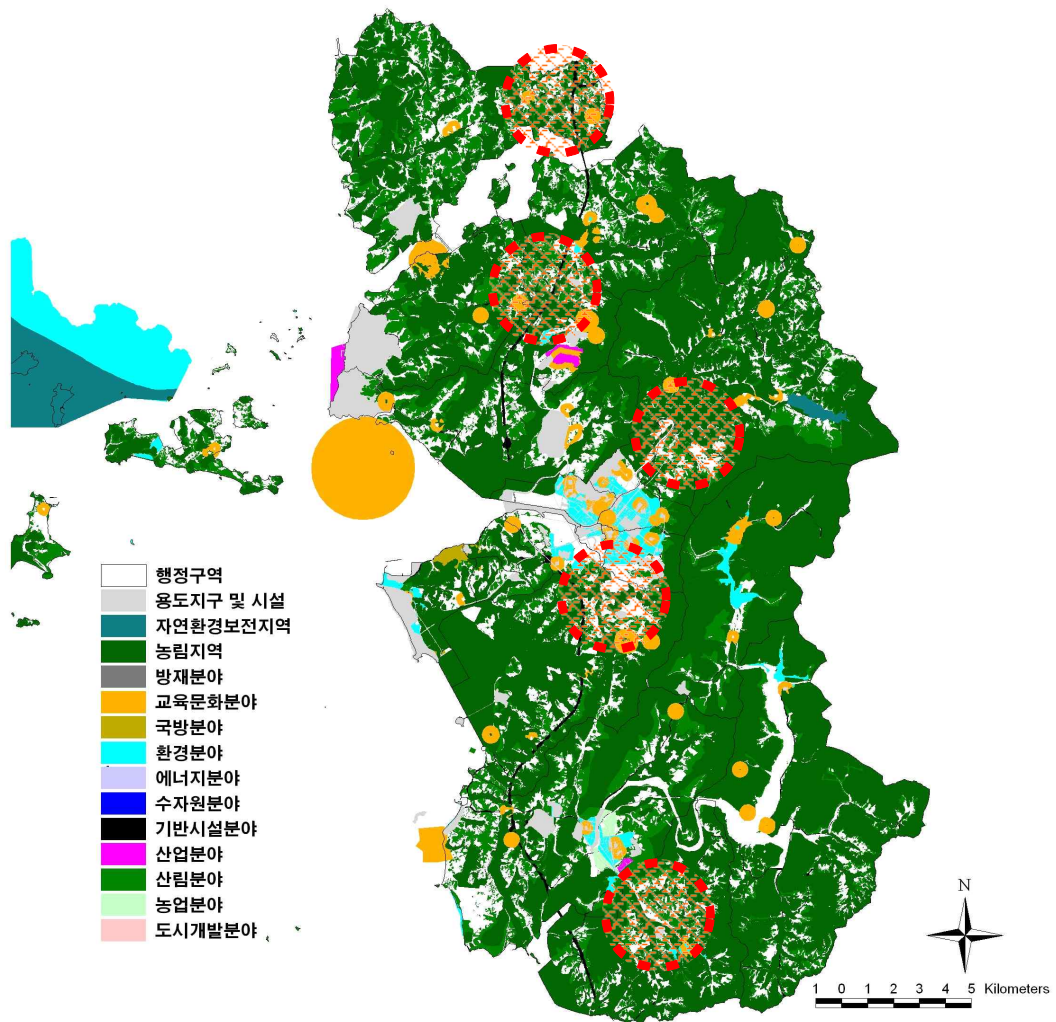 행정구역
용도지구 및 시설
자연환경보전지역
농림지역
방재분야
교육문화분야
국방분야
환경분야
에너지분야
수자원분야
기반시설분야
산업분야
산림분야
농업분야
도시개발분야
N
1 0 1 2 3 4 5 Kilometers